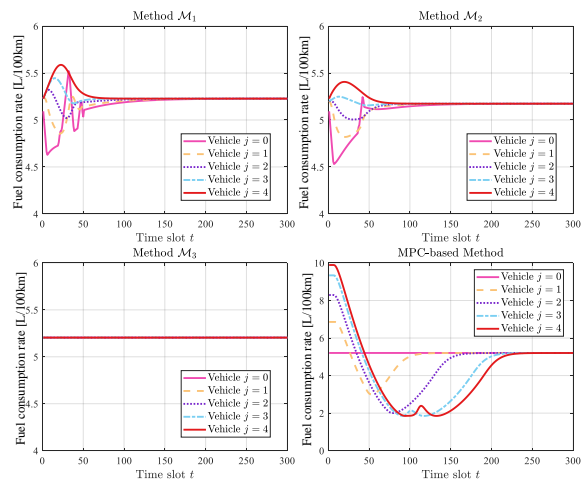 Method M₁
Fuel consumption rate [L/100km]
6
5.5
5
4.5
4
0 50 100 150 200 250 300
Time slot t
Vehicle j = 0
Vehicle j = 1
Vehicle j = 2
Vehicle j = 3
Vehicle j = 4
Method M₂
Fuel consumption rate [L/100km]
6
5.5
5
4.5
4
0 50 100 150 200 250 300
Time slot t
Vehicle j = 0
Vehicle j = 1
Vehicle j = 2
Vehicle j = 3
Vehicle j = 4
Method M₃
Fuel consumption rate [L/100km]
6
5.5
5
4.5
4
0 50 100 150 200 250 300
Time slot t
Vehicle j = 0
Vehicle j = 1
Vehicle j = 2
Vehicle j = 3
Vehicle j = 4
MPC-based Method
Fuel consumption rate [L/100km]
10
8
6
4
2
0
0 50 100 150 200 250 300
Time slot t
Vehicle j = 0
Vehicle j = 1
Vehicle j = 2
Vehicle j = 3
Vehicle j = 4